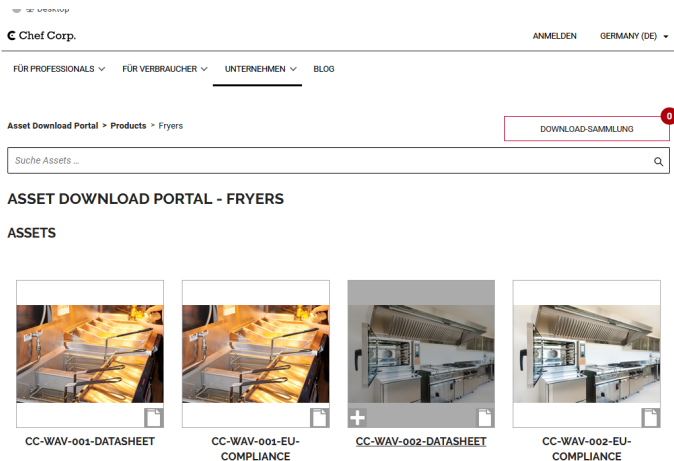 Desktop
Chef Corp.
ANMELDEN
GERMANY (DE)
FÜR PROFESSIONALS
FÜR VERBRAUCHER
UNTERNEHMEN
BLOG
0
Asset Download Portal > Products > Fryers
DOWNLOAD-SAMMLUNG
Suche Assets ...
ASSET DOWNLOAD PORTAL - FRYERS
ASSETS
CC-WAV-001-DATASHEET
CC-WAV-001-EU-
COMPLIANCE
CC-WAV-002-DATASHEET
CC-WAV-002-EU-
COMPLIANCE